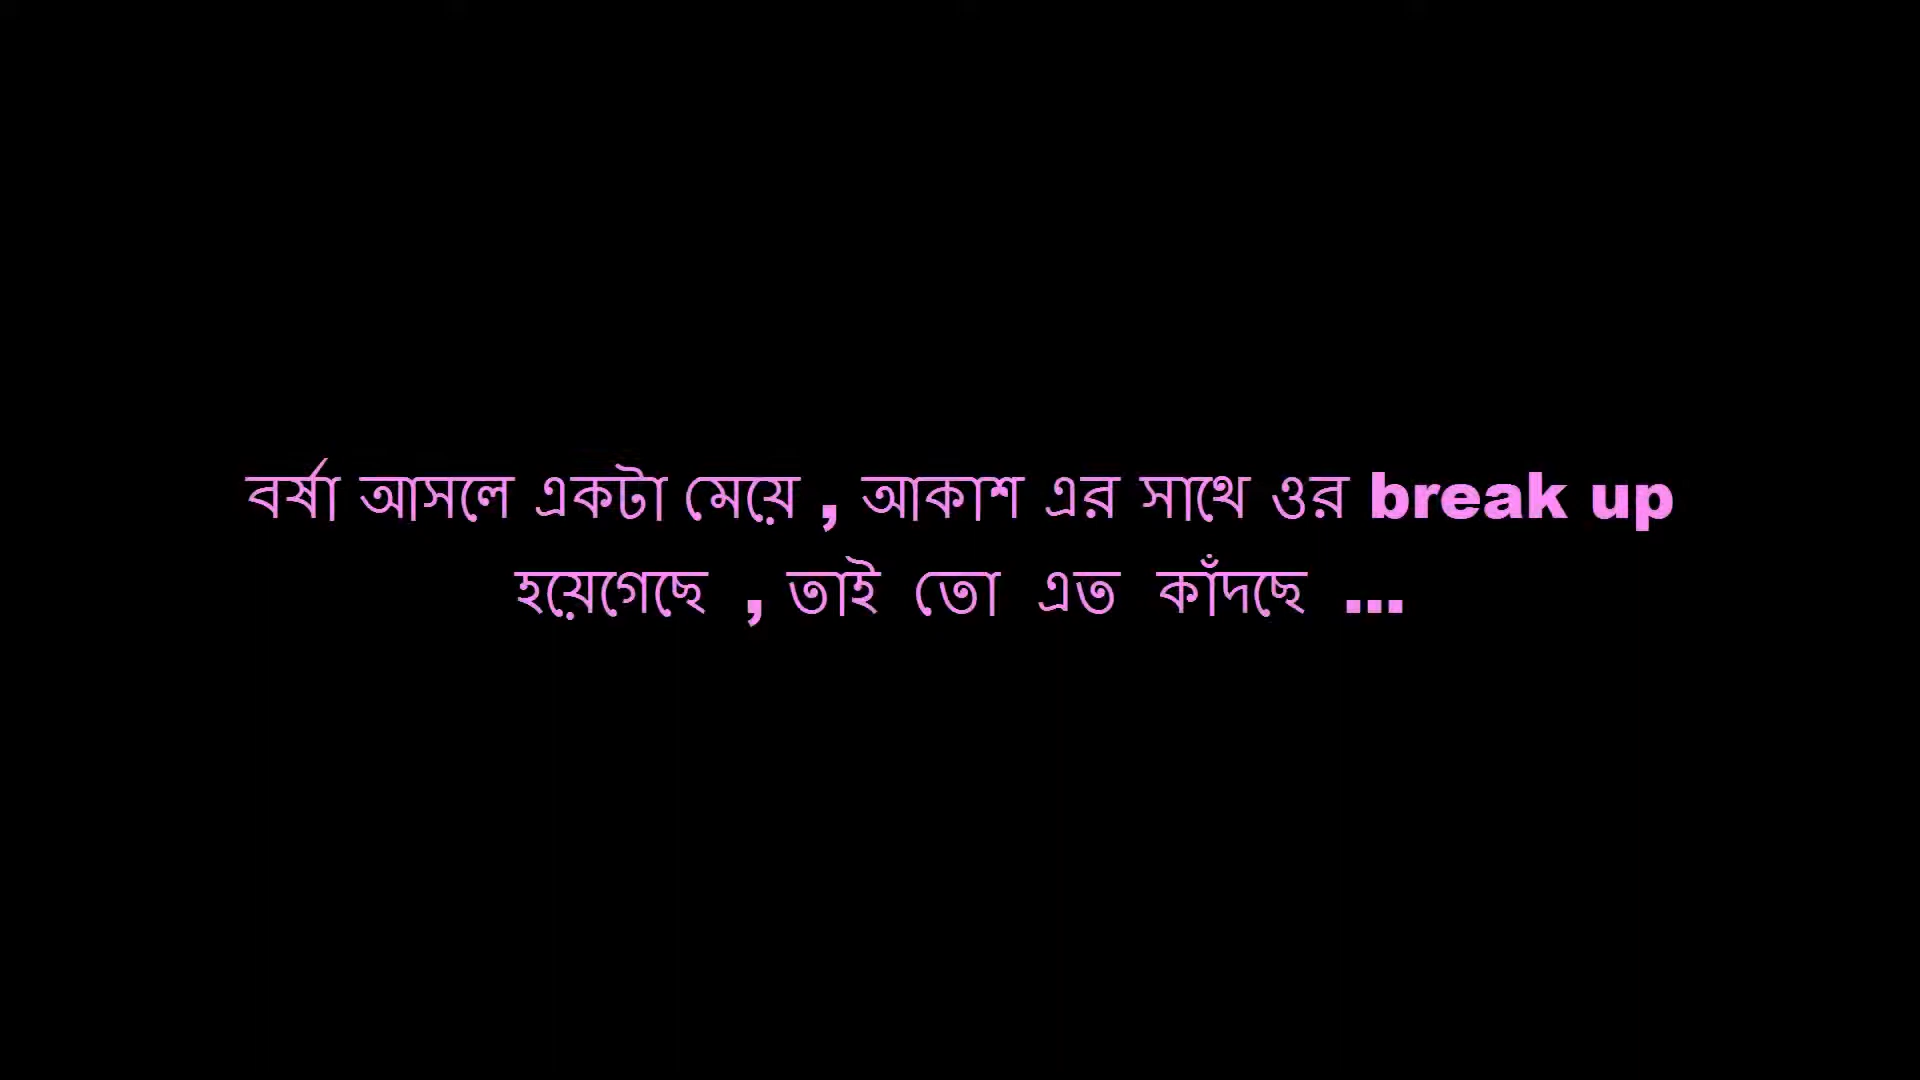 বর্ষা আসলে একটা মেয়ে , আকাশ এর সাথে ওর break up
হয়েগেছে , তাই তো এত কাঁদছে ...